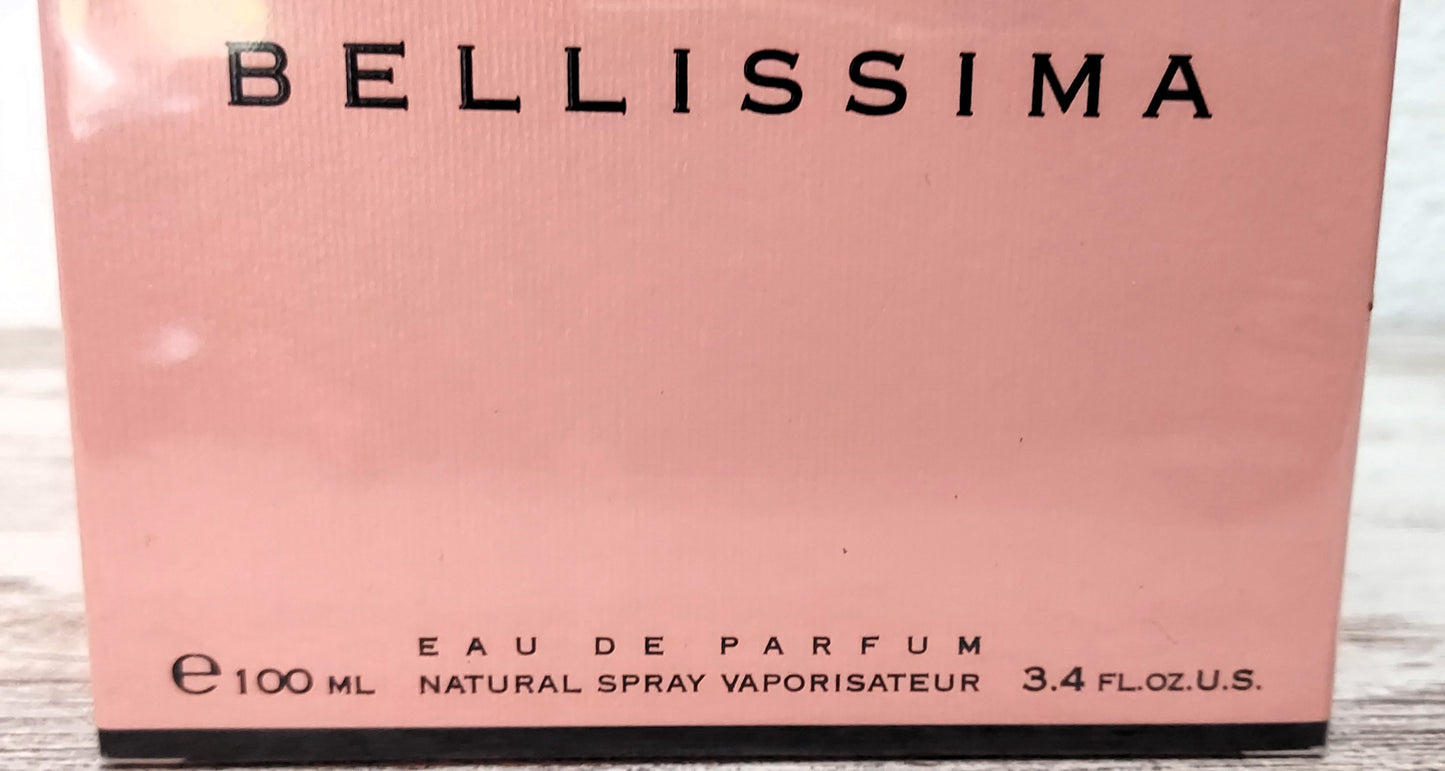 BELLISSIMA
EAU DE PARFUM
℮ 100 ML NATURAL SPRAY VAPORISATEUR 3.4 FL.OZ.U.S.